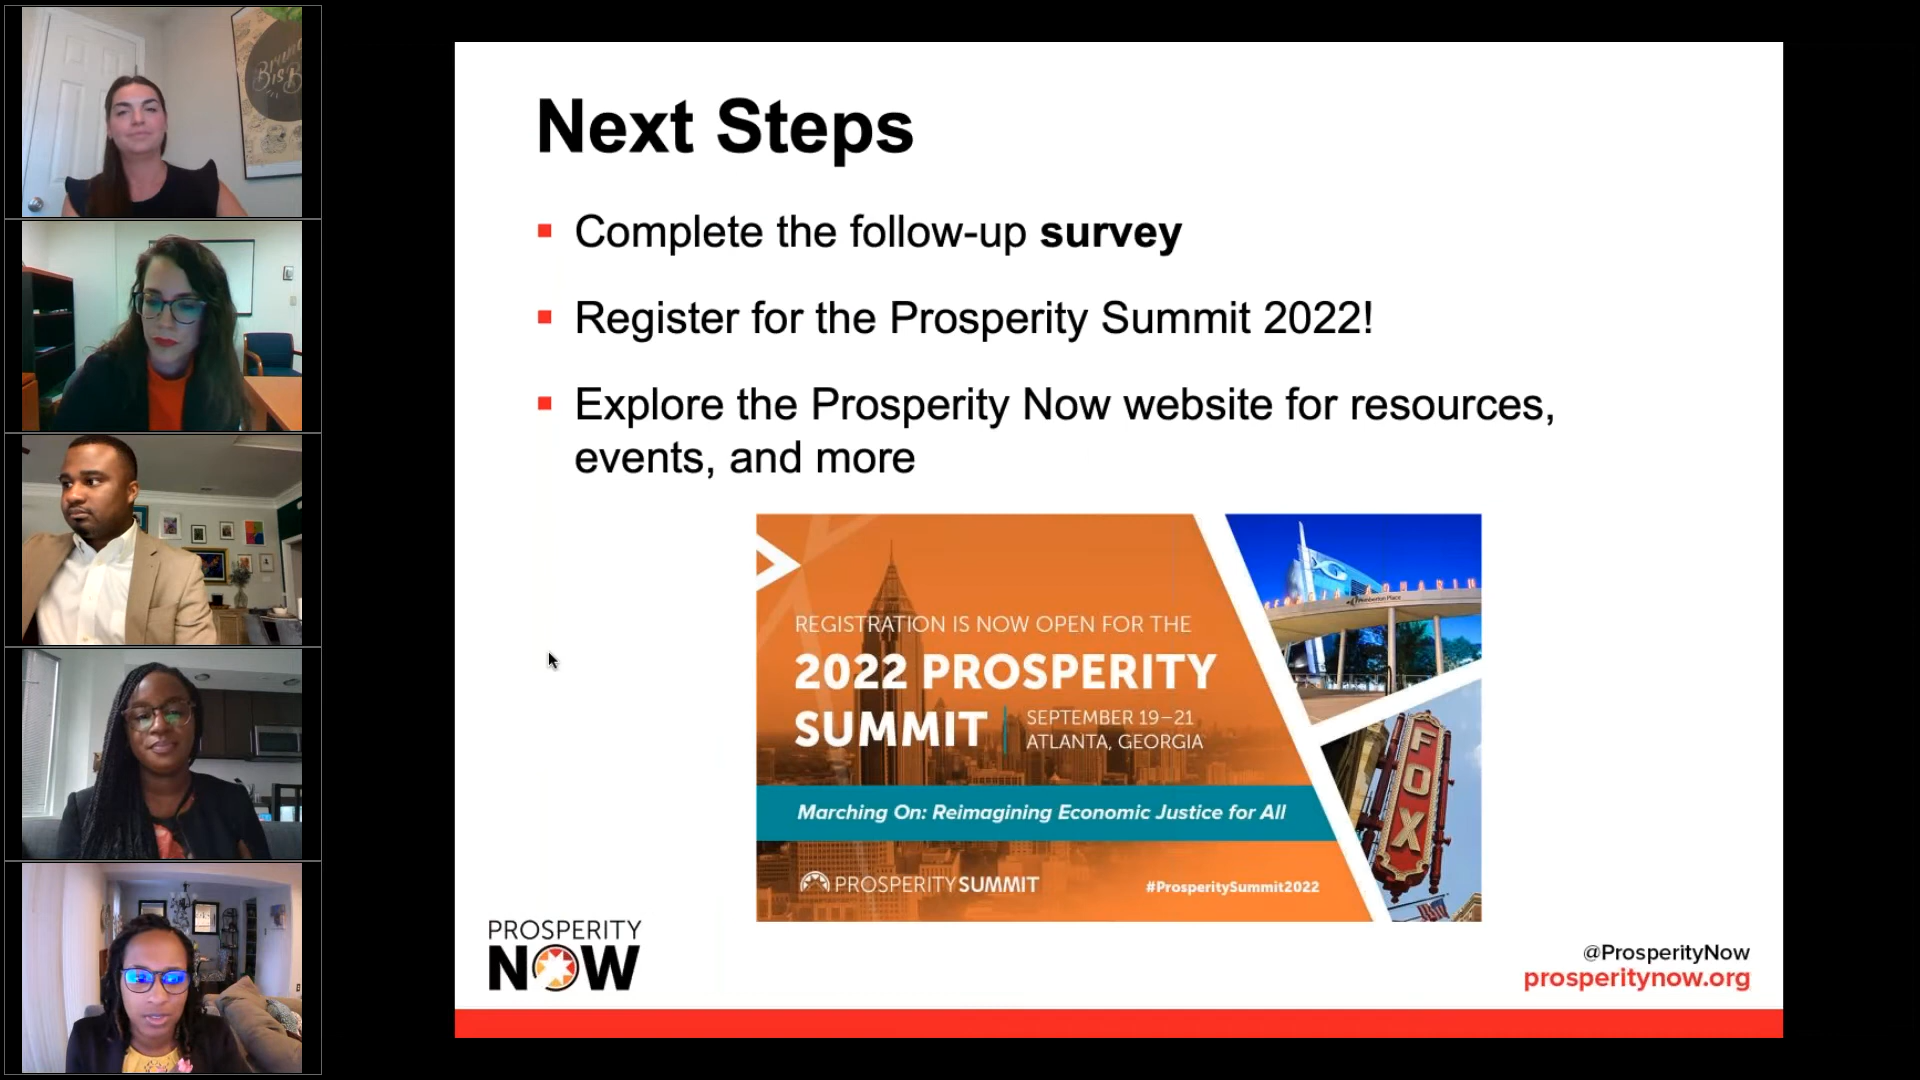 Next Steps
Complete the follow-up survey
Register for the Prosperity Summit 2022!
Explore the Prosperity Now website for resources,
events, and more
REGISTRATION IS NOW OPEN FOR THE
2022 PROSPERITY
SUMMIT
SEPTEMBER 19–21
ATLANTA, GEORGIA
Marching On: Reimagining Economic Justice for All
PROSPERITY SUMMIT
#ProsperitySummit2022
Pemberton Place
FOX
PROSPERITY
NOW
@ProsperityNow
prosperitynow.org